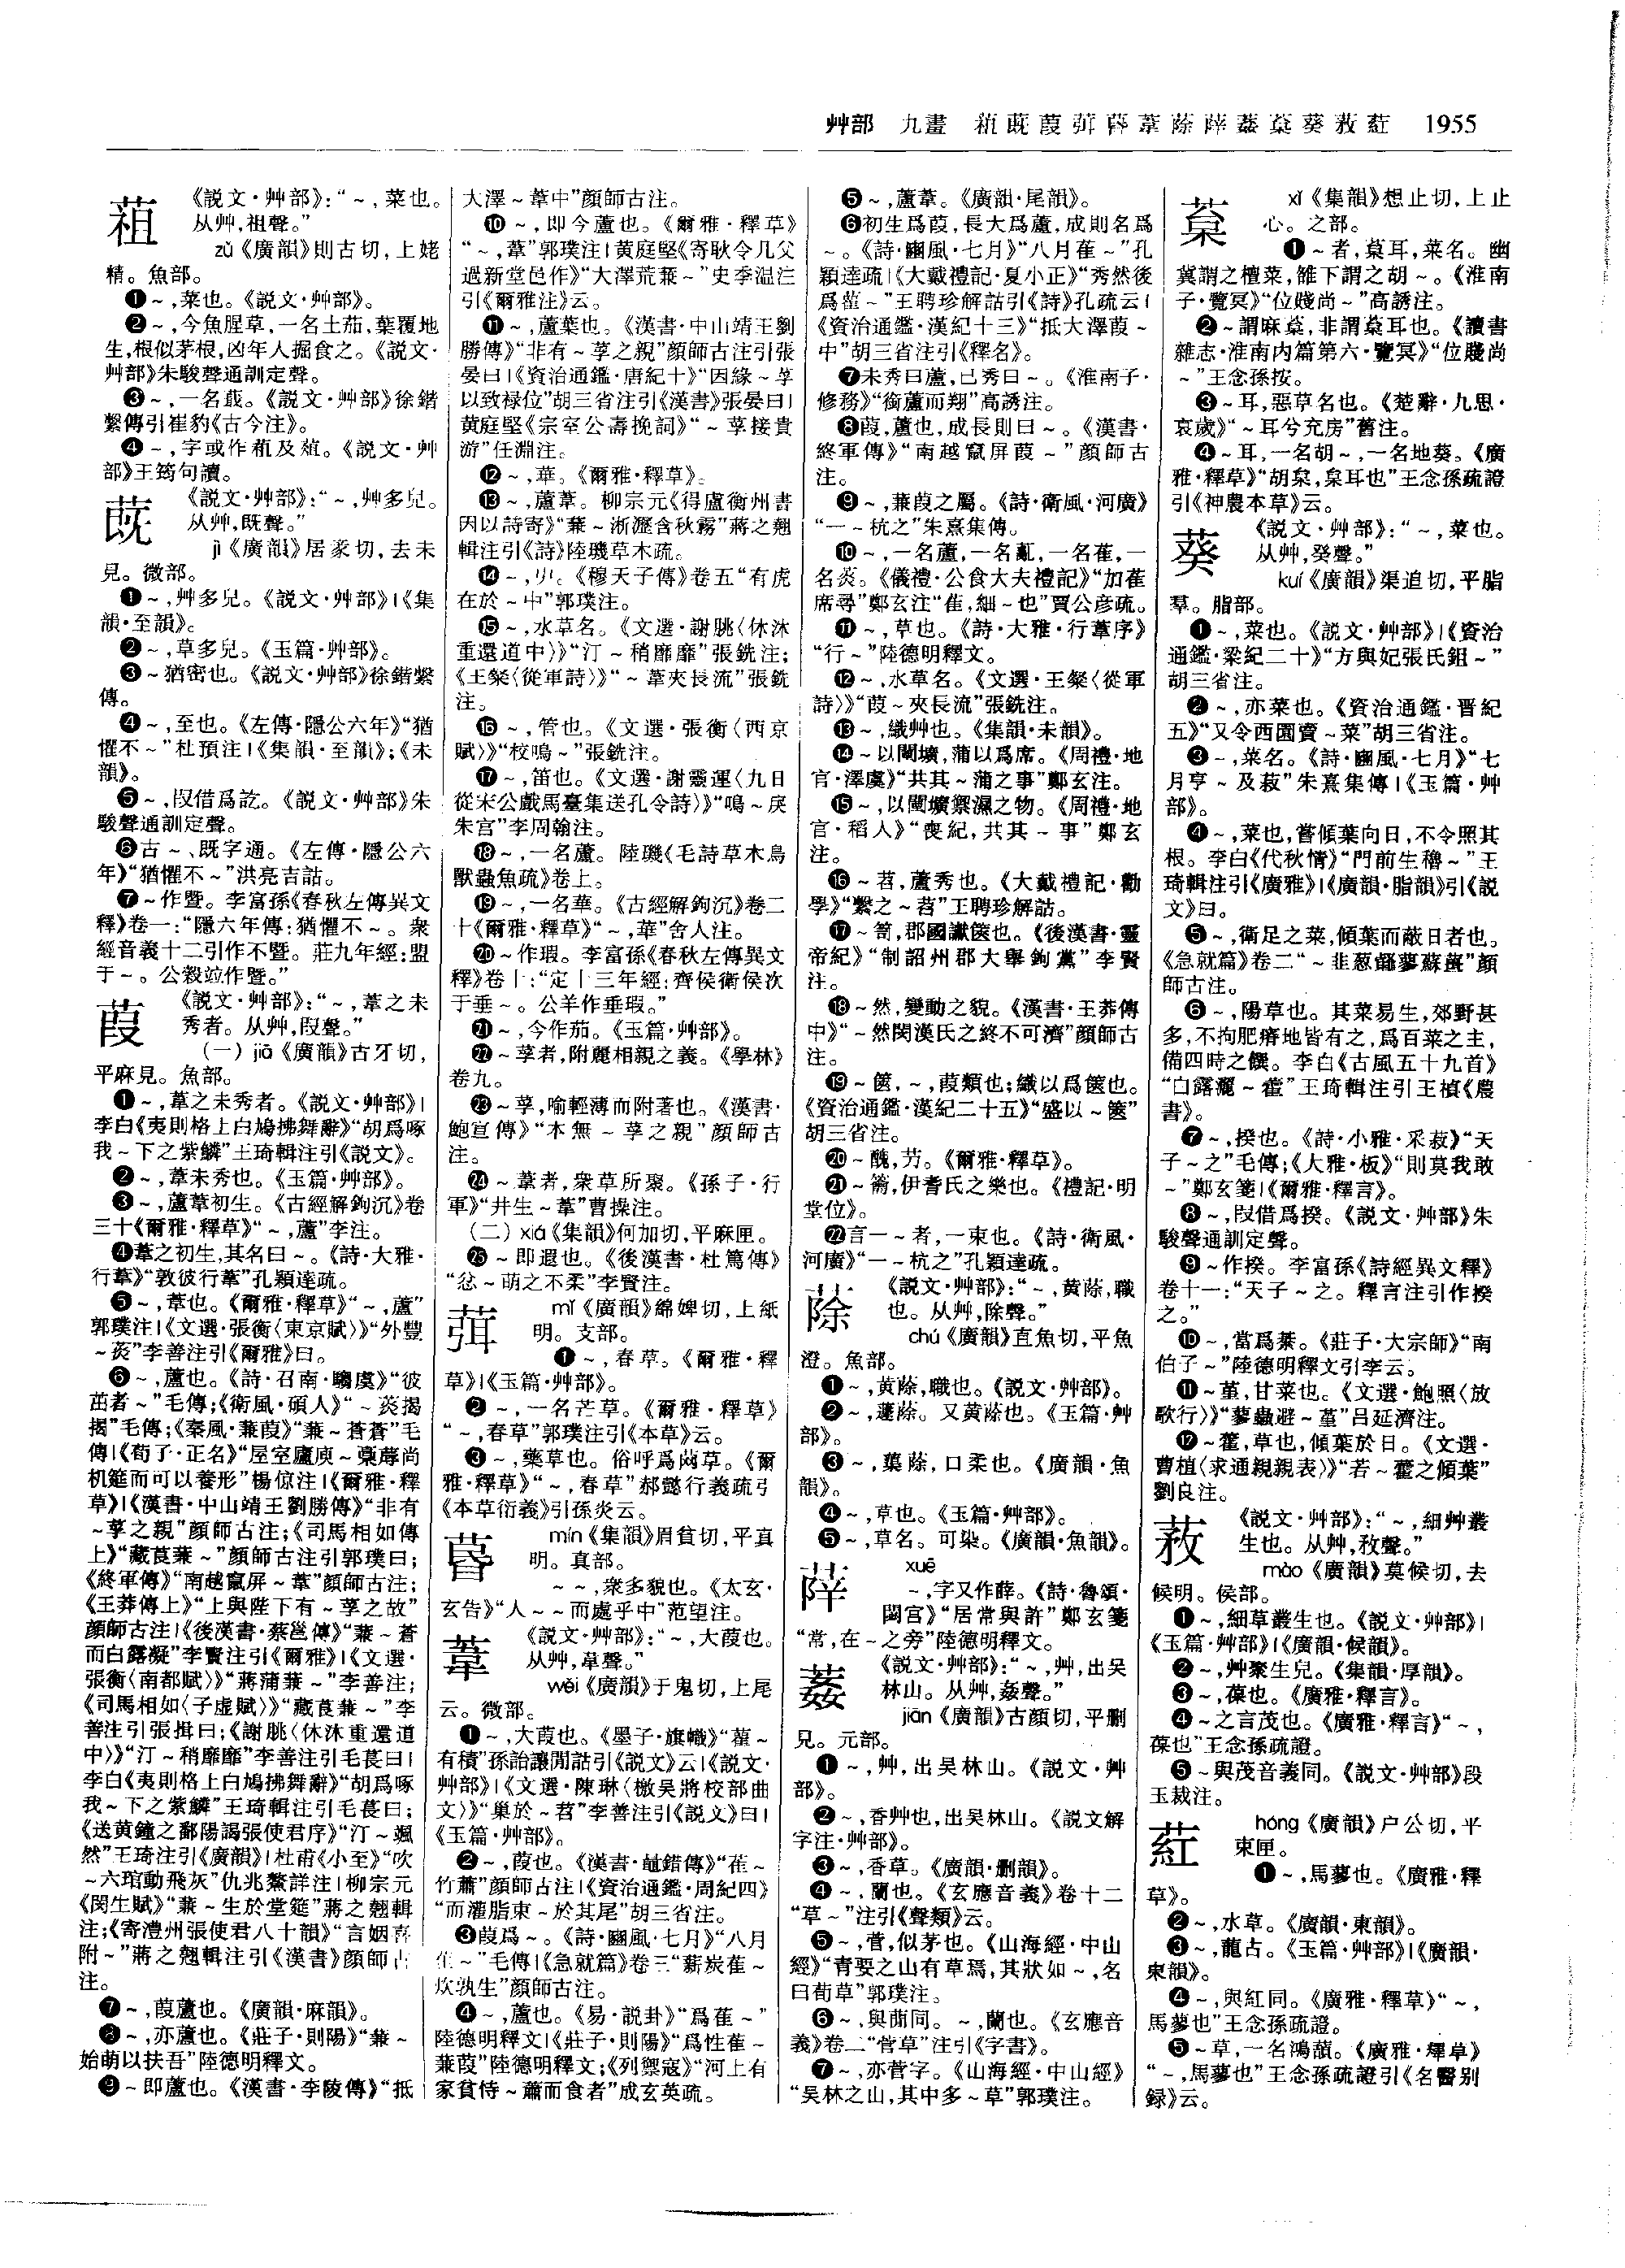 艸部 九畫 葙蔇葭葞䓪葦蒢薛葌葈葵葇葒 1955
蒩
《説文·艸部》：“～，菜也。
从艸，祖聲。”
zǔ《廣韻》則古切，上姥
精。魚部。
❶～，菜也。《説文·艸部》。
❷～，今魚腥草，一名土茄，葉覆地
生，根似茅根，凶年人掘食之。《説文·
艸部》朱駿聲通訓定聲。
❸～，一名蕺。《説文·艸部》徐鍇
繫傳引崔豹《古今注》。
❹～，字或作葅及蒩。《説文·艸
部》王筠句讀。
蔇
《説文·艸部》：“～，艸多皃。
从艸，既聲。”
jì《廣韻》居豙切，去未
見。微部。
❶～，艸多皃。《説文·艸部》|《集
韻·至韻》。
❷～，草多皃。《玉篇·艸部》。
❸～猶密也。《説文·艸部》徐鍇繫
傳。
❹～，至也。《左傳·隱公六年》“猶
懼不～”杜預注|《集韻·至韻》；《未
韻》。
❺～，叚借爲訖。《説文·艸部》朱
駿聲通訓定聲。
❻古～、既字通。《左傳·隱公六
年》“猶懼不～”洪亮吉詁。
❼～作暨。李富孫《春秋左傳異文
釋》卷一：“隱六年傳：猶懼不～。衆
經音義十二引作不暨。莊九年經：盟
于～。公穀竝作暨。”
葭
《説文·艸部》：“～，葦之未
秀者。从艸，叚聲。”
（一）jiā《廣韻》古牙切，
平麻見。魚部。
❶～，葦之未秀者。《説文·艸部》|
李白《夷則格上白鳩拂舞辭》“胡爲啄
我～下之紫鱗”王琦輯注引《説文》。
❷～，葦未秀也。《玉篇·艸部》。
❸～，蘆葦初生。《古經解鉤沉》卷
三十《爾雅·釋草》“～，蘆”李注。
❹葦之初生，其名曰～。《詩·大雅·
行葦》“敦彼行葦”孔穎達疏。
❺～，葦也。《爾雅·釋草》“～，蘆”
郭璞注|《文選·張衡〈東京賦〉》“外豐
～菼”李善注引《爾雅》曰。
❻～，蘆也。《詩·召南·騶虞》“彼
茁者～”毛傳；《衛風·碩人》“～菼揭
揭”毛傳；《秦風·蒹葭》“蒹～蒼蒼”毛
傳|《荀子·正名》“屋室廬庾～稾蓐尚
机筵而可以養形”楊倞注|《爾雅·釋
草》|《漢書·中山靖王劉勝傳》“非有
～莩之親”顔師古注；《司馬相如傳
上》“藏莨蒹～”顔師古注引郭璞曰；
《終軍傳》“南越竄屏～葦”顔師古注；
《王莽傳上》“上與陛下有～莩之故”
顔師古注|《後漢書·蔡邕傳》“蒹～蒼
而白露凝”李賢注引《爾雅》|《文選·
張衡〈南都賦〉》“蔣蒲蒹～”李善注；
《司馬相如〈子虚賦〉》“藏莨蒹～”李
善注引張揖曰；《謝朓〈休沐重還道
中〉》“汀～稍靡靡”李善注引毛萇曰|
李白《夷則格上白鳩拂舞辭》“胡爲啄
我～下之紫鱗”王琦輯注引毛萇曰；
《送黄鐘之鄱陽謁張使君序》“汀～颯
然”王琦注引《廣韻》|杜甫《小至》“吹
～六琯動飛灰”仇兆鰲詳注|柳宗元
《閔生賦》“蒹～生於堂筵”蔣之翹輯
注；《寄澧州張使君八十韻》“言姻喜
附～”蔣之翹輯注引《漢書》顔師古
注。
❼～，葭蘆也。《廣韻·麻韻》。
❽～，亦蘆也。《莊子·則陽》“蒹～
始萌以扶吾”陸德明釋文。
❾～即蘆也。《漢書·李陵傳》“抵
大澤～葦中”顔師古注。
❿～，即今蘆也。《爾雅·釋草》
“～，葦”郭璞注|黄庭堅《寄耿令几父
過新堂邑作》“大澤荒蒹～”史季温注
引《爾雅注》云。
⓫～，蘆葉也。《漢書·中山靖王劉
勝傳》“非有～莩之親”顔師古注引張
晏曰|《資治通鑑·唐紀十》“因緣～莩
以致禄位”胡三省注引《漢書》張晏曰|
黄庭堅《宗室公壽挽詞》“～莩接貴
游”任淵注。
⓬～，華。《爾雅·釋草》。
⓭～，蘆葦。柳宗元《得盧衡州書
因以詩寄》“蒹～淅瀝含秋霧”蔣之翹
輯注引《詩》陸璣草木疏。
⓮～，屮。《穆天子傳》卷五“有虎
在於～中”郭璞注。
⓯～，水草名。《文選·謝朓〈休沐
重還道中〉》“汀～稍靡靡”張銑注；
《王粲〈從軍詩〉》“～葦夾長流”張銑
注。
⓰～，管也。《文選·張衡〈西京
賦〉》“校鳴～”張銑注。
⓱～，笛也。《文選·謝靈運〈九日
從宋公戲馬臺集送孔令詩〉》“鳴～戾
朱宫”李周翰注。
⓲～，一名蘆。陸璣《毛詩草木鳥
獸蟲魚疏》卷上。
⓳～，一名華。《古經解鉤沉》卷二
十《爾雅·釋草》“～，華”舍人注。
⓴～作瑕。李富孫《春秋左傳異文
釋》卷十：“定十三年經：齊侯衛侯次
于垂～。公羊作垂瑕。”
㉑～，今作茄。《玉篇·艸部》。
㉒～莩者，附麗相親之義。《學林》
卷九。
㉓～莩，喻輕薄而附著也。《漢書·
鮑宣傳》“本無～莩之親”顔師古
注。
㉔～葦者，衆草所聚。《孫子·行
軍》“井生～葦”曹操注。
（二）xiá《集韻》何加切，平麻匣。
㉕～即遐也。《後漢書·杜篤傳》
“忿～萌之不柔”李賢注。
葞
mǐ《廣韻》綿婢切，上紙
明。支部。
❶～，春草。《爾雅·釋
草》|《玉篇·艸部》。
❷～，一名芒草。《爾雅·釋草》
“～，春草”郭璞注引《本草》云。
❸～，藥草也。俗呼爲莔草。《爾
雅·釋草》“～，春草”郝懿行義疏引
《本草衍義》引孫炎云。
mín《集韻》眉貧切，平真
明。真部。
～～，衆多貌也。《太玄·
玄告》“人～～而處乎中”范望注。
葦
《説文·艸部》：“～，大葭也。
从艸，韋聲。”
wěi《廣韻》于鬼切，上尾
云。微部。
❶～，大葭也。《墨子·旗幟》“雚～
有積”孫詒讓閒詁引《説文》云|《説文·
艸部》|《文選·陳琳〈檄吴將校部曲
文〉》“巢於～苕”李善注引《説文》曰|
《玉篇·艸部》。
❷～，葭也。《漢書·鼂錯傳》“萑～
竹蕭”顔師古注|《資治通鑑·周紀四》
“而灌脂束～於其尾”胡三省注。
❸葭爲～。《詩·豳風·七月》“八月
萑～”毛傳|《急就篇》卷三“薪炭萑～
炊孰生”顔師古注。
❹～，蘆也。《易·説卦》“爲萑～”
陸德明釋文|《莊子·則陽》“爲性萑～
蒹葭”陸德明釋文；《列禦寇》“河上有
家貧恃～蕭而食者”成玄英疏。
❺～，蘆葦。《廣韻·尾韻》。
❻初生爲葭，長大爲蘆，成則名爲
～。《詩·豳風·七月》“八月萑～”孔
穎達疏|《大戴禮記·夏小正》“秀然後
爲萑～”王聘珍解詁引《詩》孔疏云|
《資治通鑑·漢紀十三》“抵大澤葭～
中”胡三省注引《釋名》。
❼未秀曰蘆，已秀曰～。《淮南子·
修務》“銜蘆而翔”高誘注。
❽葭，蘆也，成長則曰～。《漢書·
終軍傳》“南越竄屏葭～”顔師古
注。
❾～，蒹葭之屬。《詩·衛風·河廣》
“一～杭之”朱熹集傳。
❿～，一名蘆，一名薍，一名萑，一
名菼。《儀禮·公食大夫禮記》“加萑
席尋”鄭玄注“萑，細～也”賈公彦疏。
⓫～，草也。《詩·大雅·行葦序》
“行～”陸德明釋文。
⓬～，水草名。《文選·王粲〈從軍
詩〉》“葭～夾長流”張銑注。
⓭～，織艸也。《集韻·未韻》。
⓮～以闉壙，蒲以爲席。《周禮·地
官·澤虞》“共其～蒲之事”鄭玄注。
⓯～，以闉壙禦濕之物。《周禮·地
官·稻人》“喪紀，共其～事”鄭玄
注。
⓰～苕，蘆秀也。《大戴禮記·勸
學》“繫之～苕”王聘珍解詁。
⓱～笥，郡國讞篋也。《後漢書·靈
帝紀》“制詔州郡大舉鉤黨”李賢
注。
⓲～然，變動之貌。《漢書·王莽傳
中》“～然閔漢氏之終不可濟”顔師古
注。
⓳～篋，～，葭類也；織以爲篋也。
《資治通鑑·漢紀二十五》“盛以～篋”
胡三省注。
⓴～醜，艻。《爾雅·釋草》。
㉑～籥，伊耆氏之樂也。《禮記·明
堂位》。
㉒言一～者，一束也。《詩·衛風·
河廣》“一～杭之”孔穎達疏。
蒢
《説文·艸部》：“～，黄蒢，職
也。从艸，除聲。”
chú《廣韻》直魚切，平魚
澄。魚部。
❶～，黄蒢，職也。《説文·艸部》。
❷～，蘧蒢。又黄蒢也。《玉篇·艸
部》。
❸～，蘧蒢，口柔也。《廣韻·魚
韻》。
❹～，草也。《玉篇·艸部》。
❺～，草名。可染。《廣韻·魚韻》。
xuē
～，字又作薛。《詩·魯頌·
閟宫》“居常與許”鄭玄箋
“常，在～之旁”陸德明釋文。
葌
《説文·艸部》：“～，艸，出吴
林山。从艸，姦聲。”
jiān《廣韻》古顔切，平删
見。元部。
❶～，艸，出吴林山。《説文·艸
部》。
❷～，香艸也，出吴林山。《説文解
字注·艸部》。
❸～，香草。《廣韻·删韻》。
❹～，蘭也。《玄應音義》卷十二
“草～”注引《聲類》云。
❺～，菅，似茅也。《山海經·中山
經》“青要之山有草焉，其狀如～，名
曰荀草”郭璞注。
❻～，與蕑同。～，蘭也。《玄應音
義》卷二“菅草”注引《字書》。
❼～，亦菅字。《山海經·中山經》
“吴林之山，其中多～草”郭璞注。
葈
xǐ《集韻》想止切，上止
心。之部。
❶～者，葈耳，菜名。幽
冀謂之檀菜，雒下謂之胡～。《淮南
子·覽冥》“位賤尚～”高誘注。
❷～謂麻葈，非謂葈耳也。《讀書
雜志·淮南内篇第六·覽冥》“位賤尚
～”王念孫按。
❸～耳，惡草名也。《楚辭·九思·
哀歲》“～耳兮充房”舊注。
❹～耳，一名胡～，一名地葵。《廣
雅·釋草》“胡枲，枲耳也”王念孫疏證
引《神農本草》云。
葵
《説文·艸部》：“～，菜也。
从艸，癸聲。”
kuí《廣韻》渠追切，平脂
羣。脂部。
❶～，菜也。《説文·艸部》|《資治
通鑑·梁紀二十》“方與妃張氏鉏～”
胡三省注。
❷～，亦菜也。《資治通鑑·晋紀
五》“又令西園賣～菜”胡三省注。
❸～，菜名。《詩·豳風·七月》“七
月亨～及菽”朱熹集傳|《玉篇·艸
部》。
❹～，菜也，嘗傾葉向日，不令照其
根。李白《代秋情》“門前生穭～”王
琦輯注引《廣雅》|《廣韻·脂韻》引《説
文》曰。
❺～，衛足之菜，傾葉而蔽日者也。
《急就篇》卷二“～韭葱䪥蓼蘇薑”顔
師古注。
❻～，陽草也。其菜易生，郊野甚
多，不拘肥瘠地皆有之，爲百菜之主，
備四時之饌。李白《古風五十九首》
“白露灑～藿”王琦輯注引王楨《農
書》。
❼～，揆也。《詩·小雅·采菽》“天
子～之”毛傳；《大雅·板》“則莫我敢
～”鄭玄箋|《爾雅·釋言》。
❽～，叚借爲揆。《説文·艸部》朱
駿聲通訓定聲。
❾～作揆。李富孫《詩經異文釋》
卷十一：“天子～之。釋言注引作揆
之。”
❿～，當爲綦。《莊子·大宗師》“南
伯子～”陸德明釋文引李云。
⓫～菫，甘菜也。《文選·鮑照〈放
歌行〉》“蓼蟲避～菫”吕延濟注。
⓬～藿，草也，傾葉於日。《文選·
曹植〈求通親親表〉》“若～藿之傾葉”
劉良注。
《説文·艸部》：“～，細艸叢
生也。从艸，敄聲。”
mào《廣韻》莫候切，去
候明。侯部。
❶～，細草叢生也。《説文·艸部》|
《玉篇·艸部》|《廣韻·候韻》。
❷～，艸聚生皃。《集韻·厚韻》。
❸～，葆也。《廣雅·釋言》。
❹～之言茂也。《廣雅·釋言》“～，
葆也”王念孫疏證。
❺～與茂音義同。《説文·艸部》段
玉裁注。
葒
hóng《廣韻》户公切，平
東匣。
❶～，馬蓼也。《廣雅·釋
草》。
❷～，水草。《廣韻·東韻》。
❸～，龍古。《玉篇·艸部》|《廣韻·
東韻》。
❹～，與紅同。《廣雅·釋草》“～，
馬蓼也”王念孫疏證。
❺～草，一名鴻䕬。《廣雅·釋草》
“～，馬蓼也”王念孫疏證引《名醫别
録》云。